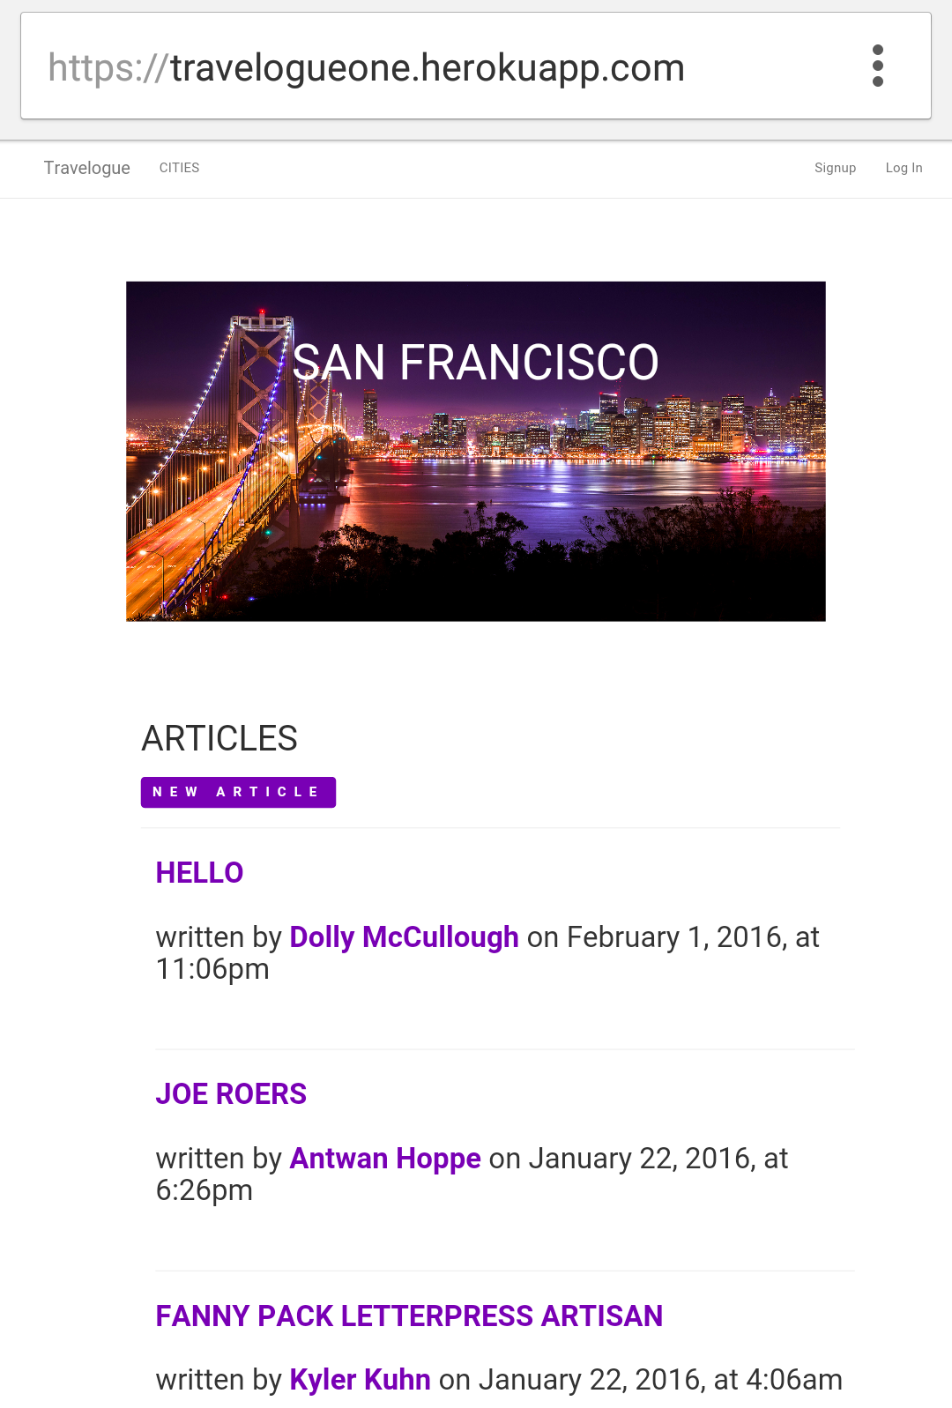 https://travelogueone.herokuapp.com
Travelogue CITIES Signup Log In
SAN FRANCISCO
ARTICLES
NEW ARTICLE
HELLO
written by Dolly McCullough on February 1, 2016, at
11:06pm
JOE ROERS
written by Antwan Hoppe on January 22, 2016, at
6:26pm
FANNY PACK LETTERPRESS ARTISAN
written by Kyler Kuhn on January 22, 2016, at 4:06am